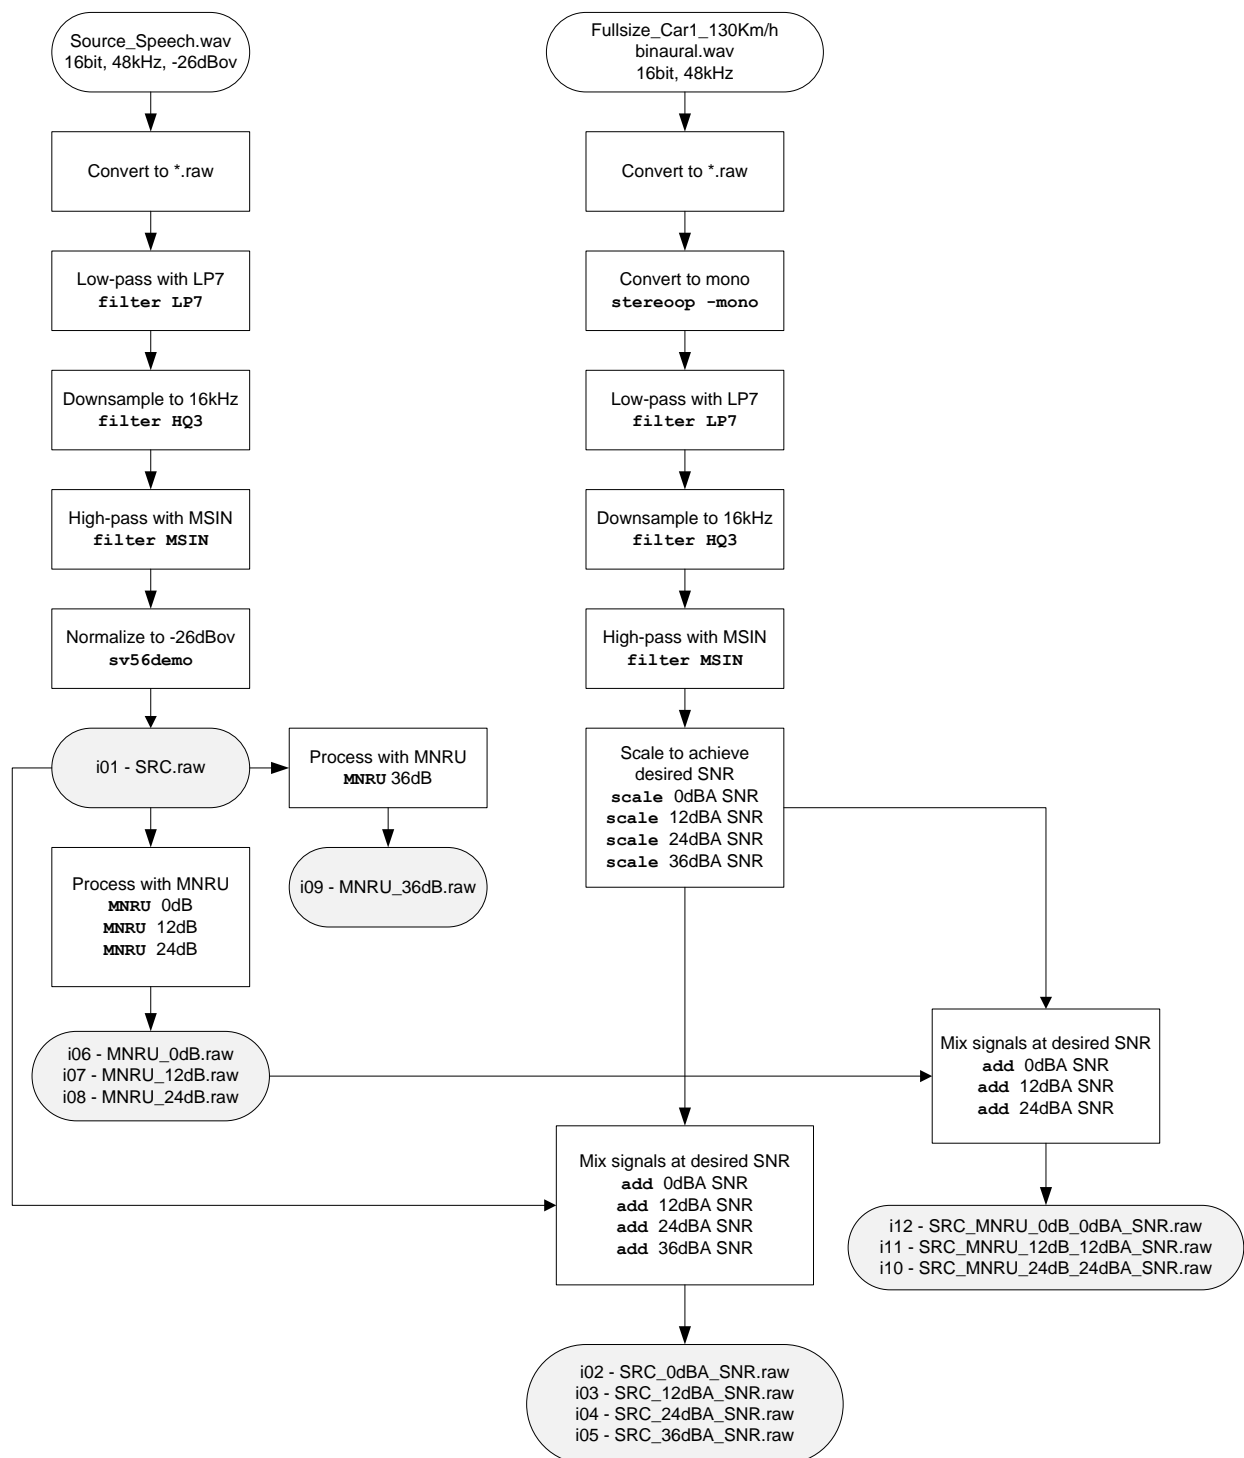 Source_Speech.wav
16bit, 48kHz, -26dBov
Convert to *.raw
Low-pass with LP7
filter LP7
Downsample to 16kHz
filter HQ3
High-pass with MSIN
filter MSIN
Normalize to -26dBov
sv56demo
i01 - SRC.raw
Process with MNRU
MNRU 36dB
i09 - MNRU_36dB.raw
Process with MNRU
MNRU 0dB
MNRU 12dB
MNRU 24dB
i06 - MNRU_0dB.raw
i07 - MNRU_12dB.raw
i08 - MNRU_24dB.raw
Fullsize_Car1_130Km/h
binaural.wav
16bit, 48kHz
Convert to *.raw
Convert to mono
stereoop -mono
Low-pass with LP7
filter LP7
Downsample to 16kHz
filter HQ3
High-pass with MSIN
filter MSIN
Scale to achieve
desired SNR
scale 0dBA SNR
scale 12dBA SNR
scale 24dBA SNR
scale 36dBA SNR
Mix signals at desired SNR
add 0dBA SNR
add 12dBA SNR
add 24dBA SNR
add 36dBA SNR
i02 - SRC_0dBA_SNR.raw
i03 - SRC_12dBA_SNR.raw
i04 - SRC_24dBA_SNR.raw
i05 - SRC_36dBA_SNR.raw
Mix signals at desired SNR
add 0dBA SNR
add 12dBA SNR
add 24dBA SNR
i12 - SRC_MNRU_0dB_0dBA_SNR.raw
i11 - SRC_MNRU_12dB_12dBA_SNR.raw
i10 - SRC_MNRU_24dB_24dBA_SNR.raw